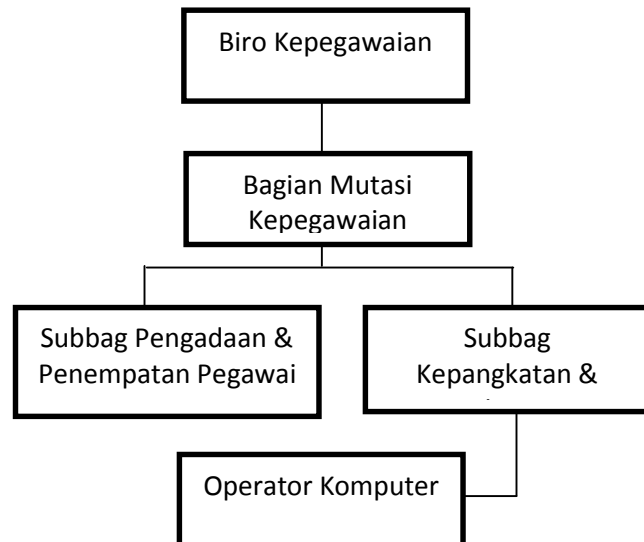 Biro Kepegawaian
Bagian Mutasi
Kepegawaian
Subbag Pengadaan &
Penempatan Pegawai
Subbag
Kepangkatan &
Operator Komputer